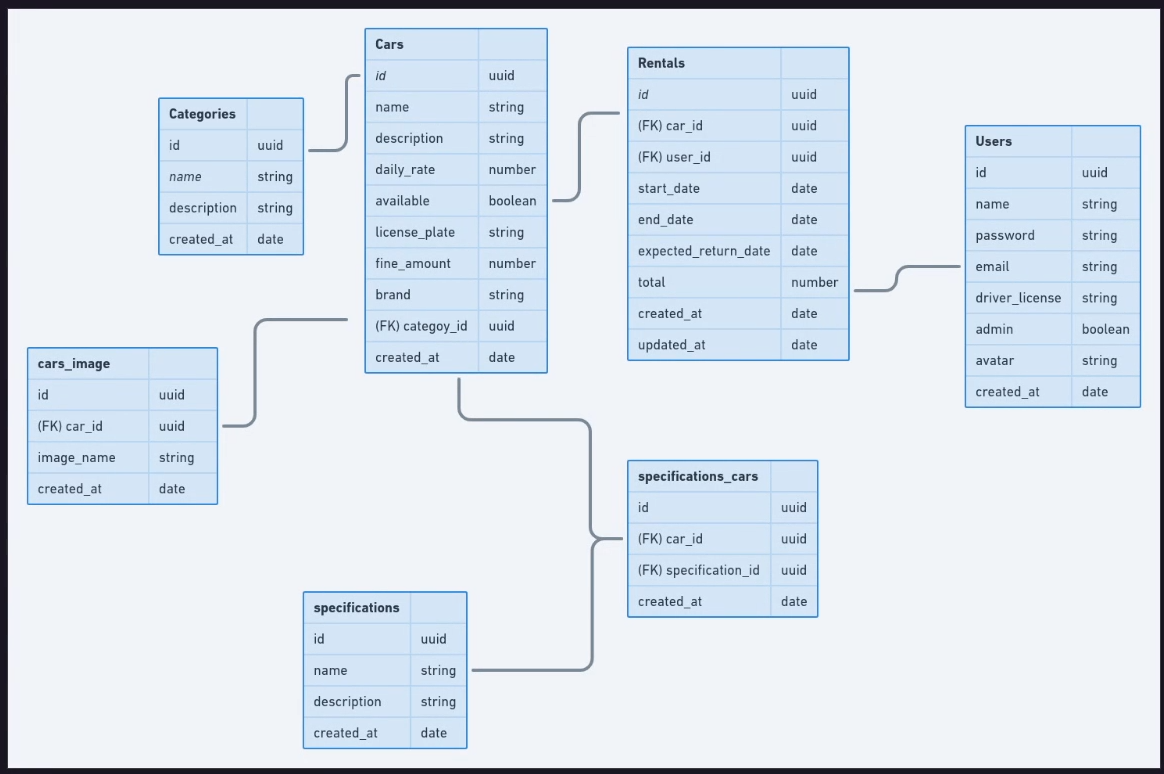 Cars
id uuid
name string
description string
daily_rate number
available boolean
license_plate string
fine_amount number
brand string
(FK) categoy_id uuid
created_at date
Rentals
id uuid
(FK) car_id uuid
(FK) user_id uuid
start_date date
end_date date
expected_return_date date
total number
created_at date
updated_at date
Categories
id uuid
name string
description string
created_at date
Users
id uuid
name string
password string
email string
driver_license string
admin boolean
avatar string
created_at date
cars_image
id uuid
(FK) car_id uuid
image_name string
created_at date
specifications_cars
id uuid
(FK) car_id uuid
(FK) specification_id uuid
created_at date
specifications
id uuid
name string
description string
created_at date